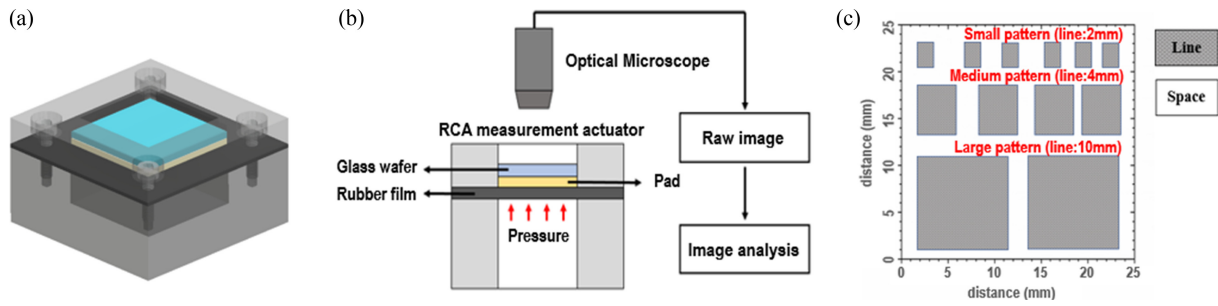 (a)
(b)
Optical Microscope
RCA measurement actuator
Glass wafer
Rubber film
Pad
Pressure
Raw image
Image analysis
(c)
25
20
15
10
5
0
distance (mm)
Small pattern (line:2mm)
Medium pattern (line:4mm)
Large pattern (line:10mm)
0 5 10 15 20 25
distance (mm)
Line
Space